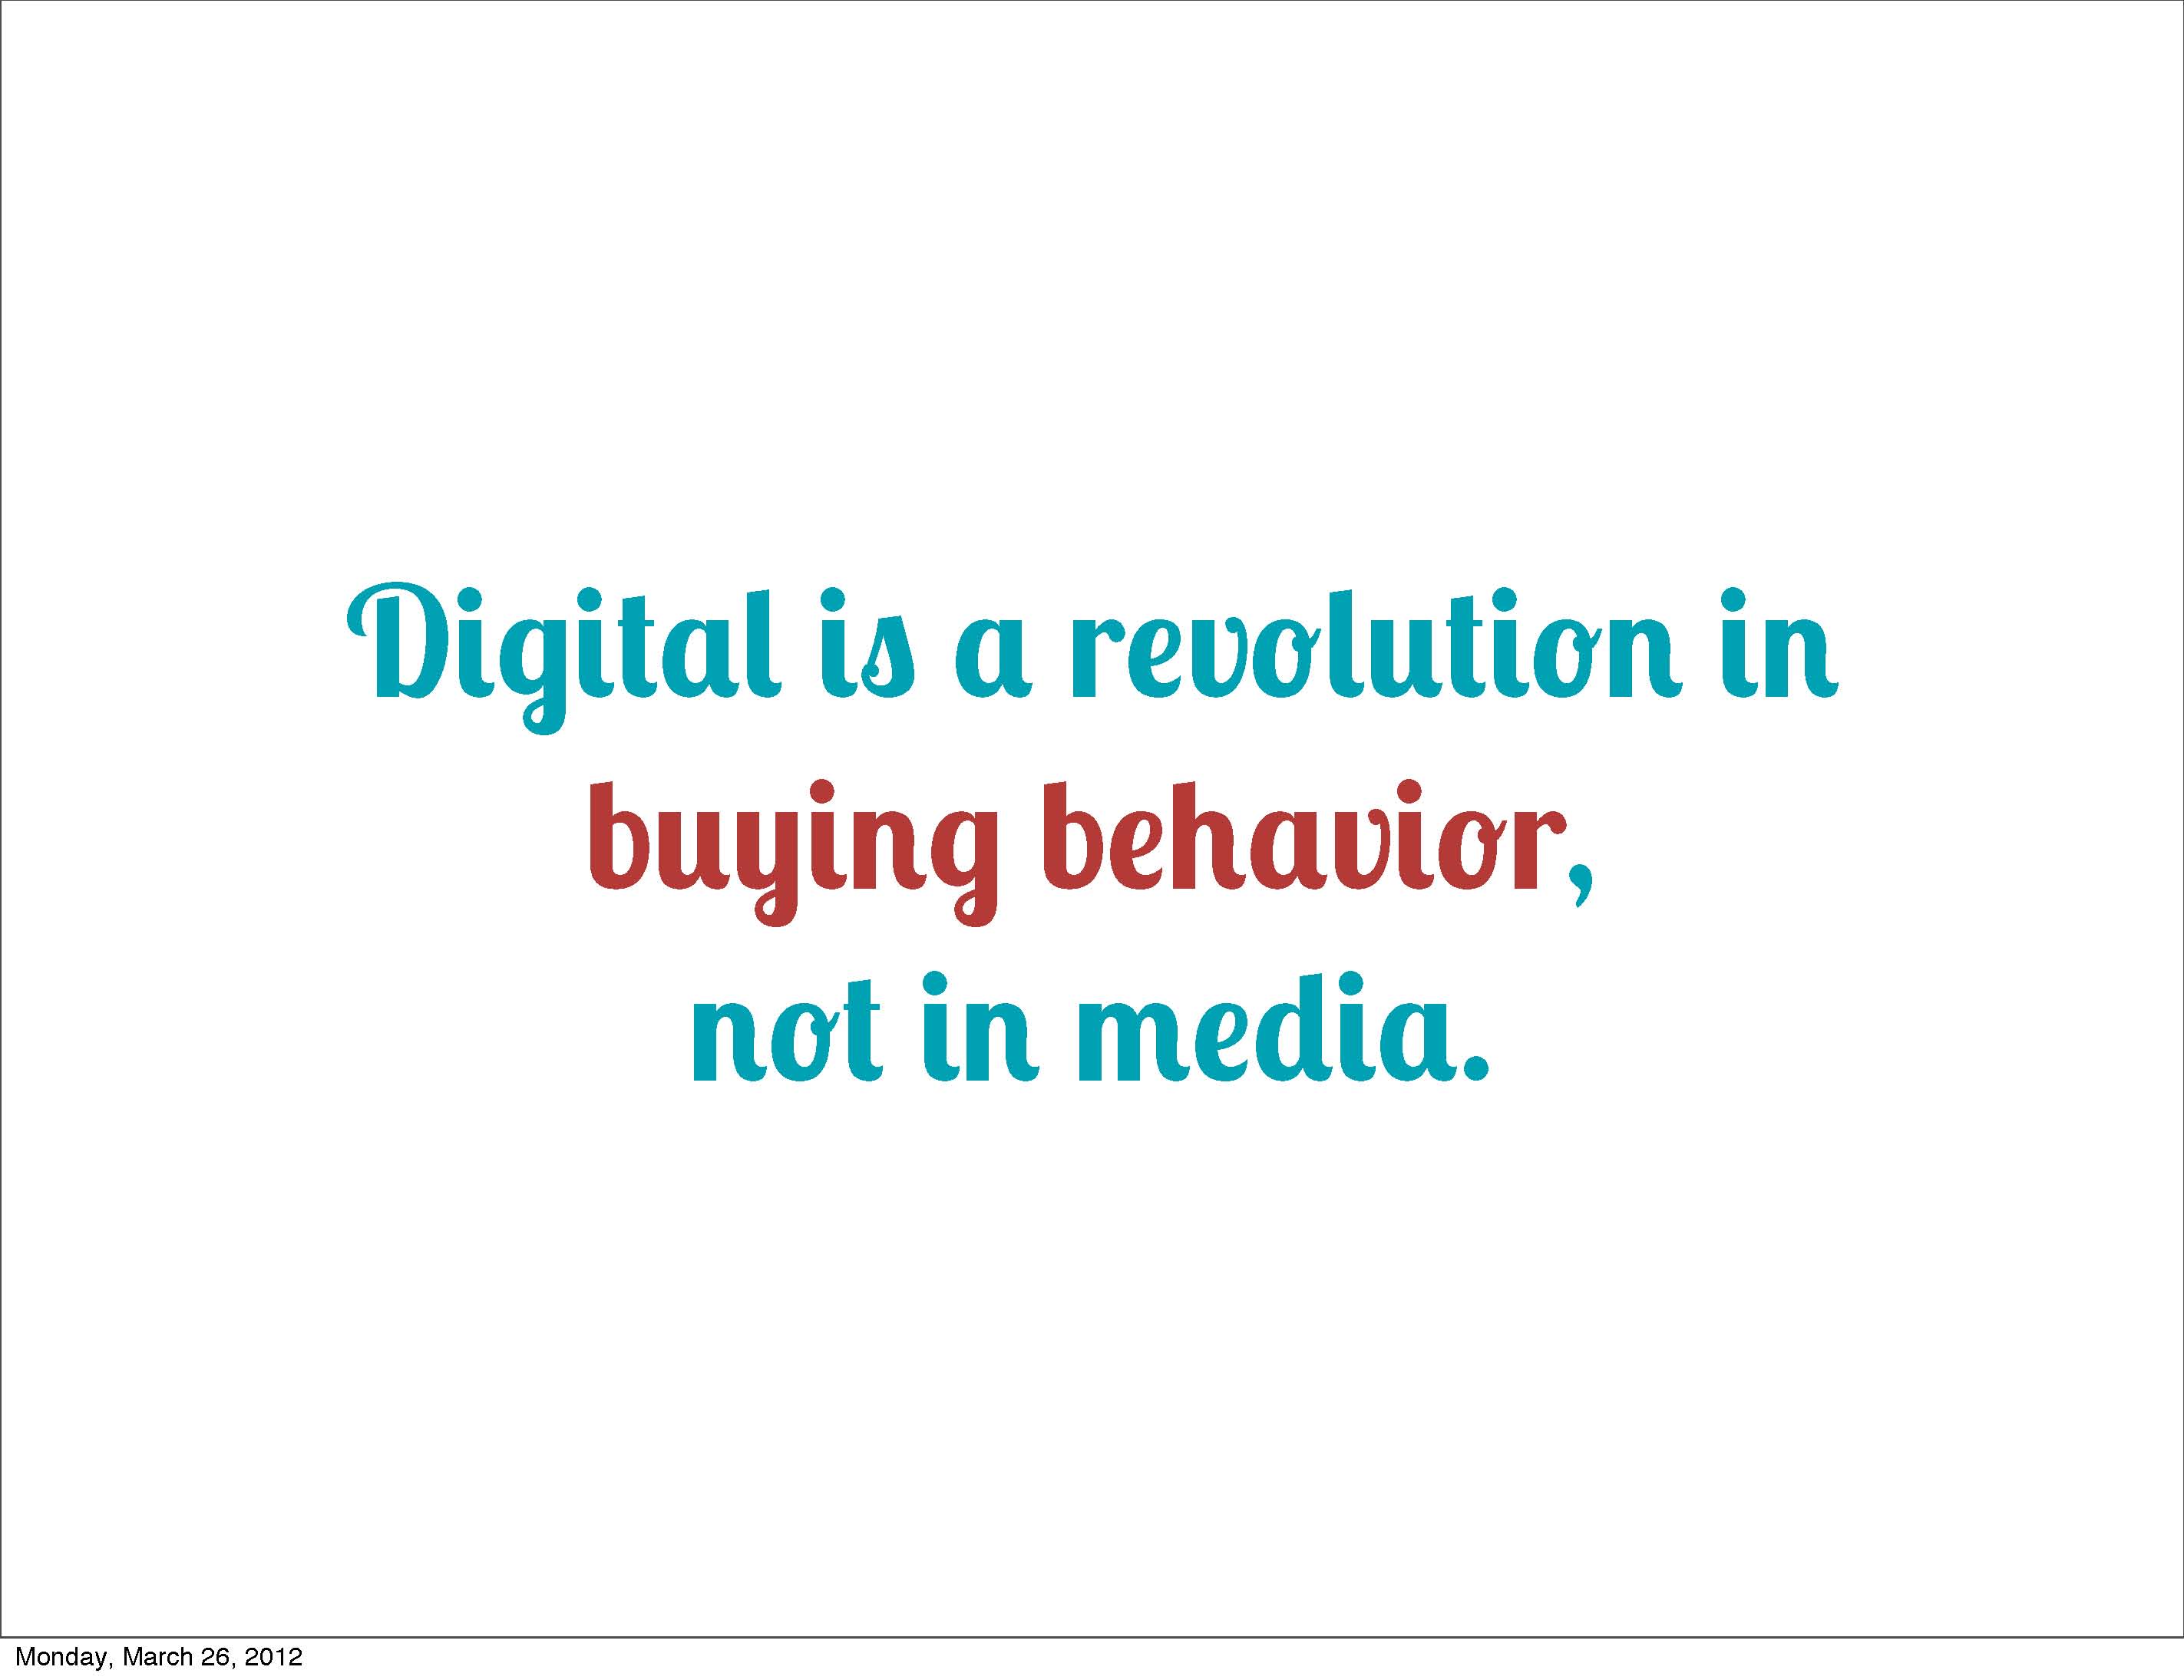 Digital is a revolution in
buying behavior,
not in media.
Monday, March 26, 2012